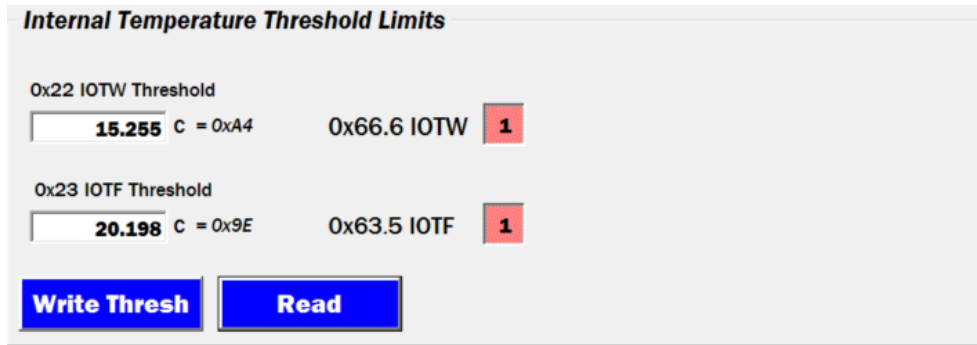 Internal Temperature Threshold Limits
0x22 IOTW Threshold
15.255 C = 0xA4 0x66.6 IOTW 1
0x23 IOTF Threshold
20.198 C = 0x9E 0x63.5 IOTF 1
Write Thresh Read